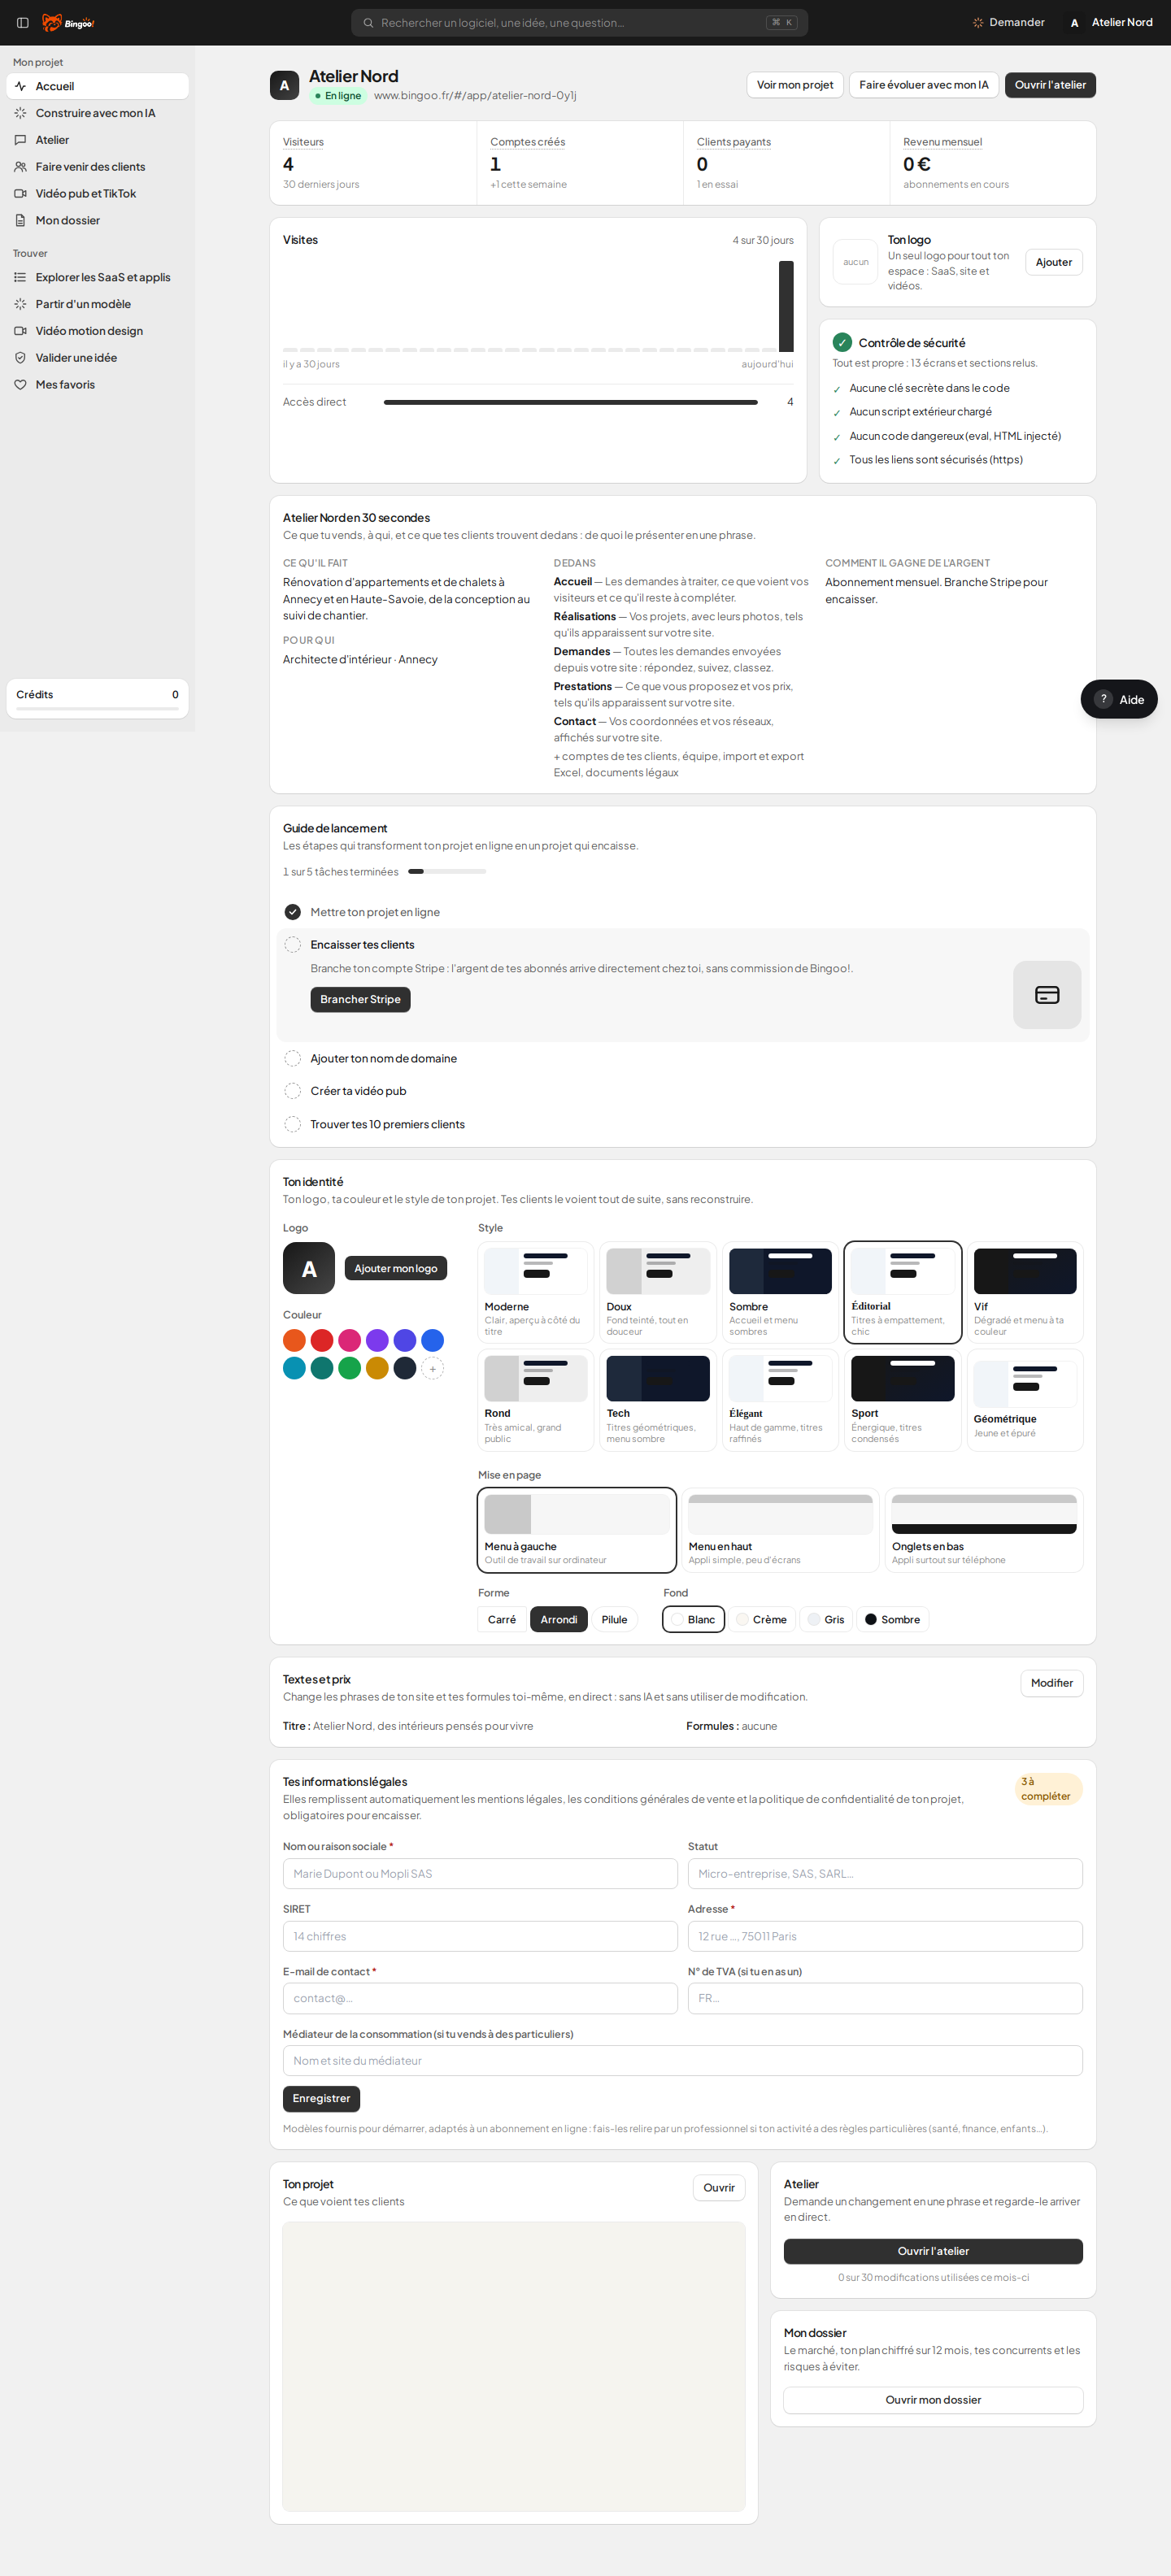 Bingoo!
Rechercher un logiciel, une idée, une question...
⌘ K
Demander
A
Atelier Nord
Mon projet
Accueil
Construire avec mon IA
Atelier
Faire venir des clients
Vidéo pub et TikTok
Mon dossier
Trouver
Explorer les SaaS et applis
Partir d'un modèle
Vidéo motion design
Valider une idée
Mes favoris
Crédits
0
A
Atelier Nord
En ligne
www.bingoo.fr/#/app/atelier-nord-0y1j
Voir mon projet
Faire évoluer avec mon IA
Ouvrir l'atelier
Visiteurs
4
30 derniers jours
Comptes créés
1
+1 cette semaine
Clients payants
0
1 en essai
Revenu mensuel
0 €
abonnements en cours
Visites
4 sur 30 jours
il y a 30 jours
aujourd'hui
Accès direct
4
aucun
Ton logo
Un seul logo pour tout ton
espace : SaaS, site et
vidéos.
Ajouter
Contrôle de sécurité
Tout est propre : 13 écrans et sections relus.
Aucune clé secrète dans le code
Aucun script extérieur chargé
Aucun code dangereux (eval, HTML injecté)
Tous les liens sont sécurisés (https)
Atelier Nord en 30 secondes
Ce que tu vends, à qui, et ce que tes clients trouvent dedans : de quoi le présenter en une phrase.
CE QU'IL FAIT
Rénovation d'appartements et de chalets à
Annecy et en Haute-Savoie, de la conception au
suivi de chantier.
POUR QUI
Architecte d'intérieur · Annecy
DEDANS
Accueil — Les demandes à traiter, ce que voient vos
visiteurs et ce qu'il reste à compléter.
Réalisations — Vos projets, avec leurs photos, tels
qu'ils apparaissent sur votre site.
Demandes — Toutes les demandes envoyées
depuis votre site : répondez, suivez, classez.
Prestations — Ce que vous proposez et vos prix,
tels qu'ils apparaissent sur votre site.
Contact — Vos coordonnées et vos réseaux,
affichés sur votre site.
+ comptes de tes clients, équipe, import et export
Excel, documents légaux
COMMENT IL GAGNE DE L'ARGENT
Abonnement mensuel. Branche Stripe pour
encaisser.
? Aide
Guide de lancement
Les étapes qui transforment ton projet en ligne en un projet qui encaisse.
1 sur 5 tâches terminées
Mettre ton projet en ligne
Encaisser tes clients
Branche ton compte Stripe : l'argent de tes abonnés arrive directement chez toi, sans commission de Bingoo!.
Brancher Stripe
Ajouter ton nom de domaine
Créer ta vidéo pub
Trouver tes 10 premiers clients
Ton identité
Ton logo, ta couleur et le style de ton projet. Tes clients le voient tout de suite, sans reconstruire.
Logo
A
Ajouter mon logo
Couleur
+
Style
Moderne
Clair, aperçu à côté du
titre
Doux
Fond teinté, tout en
douceur
Sombre
Accueil et menu
sombres
Éditorial
Titres à empattement,
chic
Vif
Dégradé et menu à ta
couleur
Rond
Très amical, grand
public
Tech
Titres géométriques,
menu sombre
Élégant
Haut de gamme, titres
raffinés
Sport
Énergique, titres
condensés
Géométrique
Jeune et épuré
Mise en page
Menu à gauche
Outil de travail sur ordinateur
Menu en haut
Appli simple, peu d'écrans
Onglets en bas
Appli surtout sur téléphone
Forme
Carré
Arrondi
Pilule
Fond
Blanc
Crème
Gris
Sombre
Textes et prix
Change les phrases de ton site et tes formules toi-même, en direct : sans IA et sans utiliser de modification.
Modifier
Titre : Atelier Nord, des intérieurs pensés pour vivre
Formules : aucune
Tes informations légales
Elles remplissent automatiquement les mentions légales, les conditions générales de vente et la politique de confidentialité de ton projet,
obligatoires pour encaisser.
3 à
compléter
Nom ou raison sociale *
Marie Dupont ou Mopli SAS
Statut
Micro-entreprise, SAS, SARL...
SIRET
14 chiffres
Adresse *
12 rue ..., 75011 Paris
E-mail de contact *
contact@...
N° de TVA (si tu en as un)
FR...
Médiateur de la consommation (si tu vends à des particuliers)
Nom et site du médiateur
Enregistrer
Modèles fournis pour démarrer, adaptés à un abonnement en ligne : fais-les relire par un professionnel si ton activité a des règles particulières (santé, finance, enfants...).
Ton projet
Ce que voient tes clients
Ouvrir
Atelier
Demande un changement en une phrase et regarde-le arriver
en direct.
Ouvrir l'atelier
0 sur 30 modifications utilisées ce mois-ci
Mon dossier
Le marché, ton plan chiffré sur 12 mois, tes concurrents et les
risques à éviter.
Ouvrir mon dossier